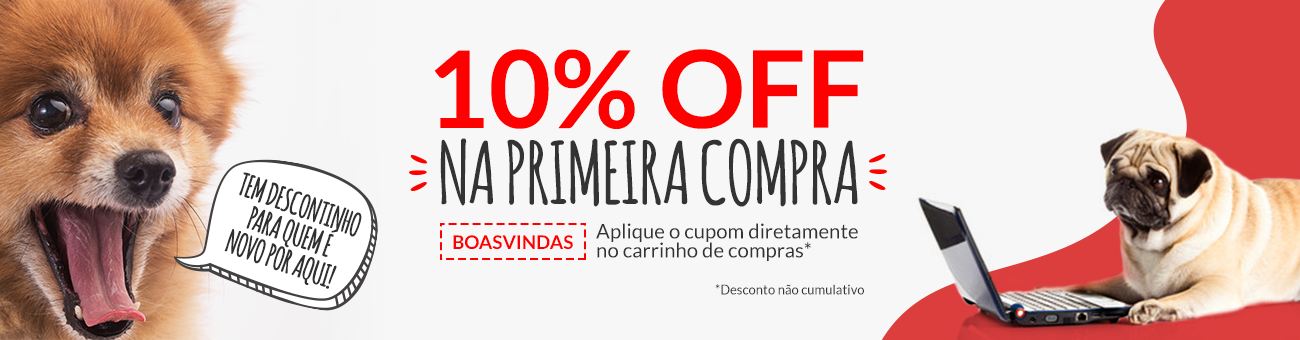 TEM DESCONTINHO
PARA QUEM É
NOVO POR AQUI!
10% OFF
NA PRIMEIRA COMPRA
BOASVINDAS
Aplique o cupom diretamente
no carrinho de compras*
*Desconto não cumulativo